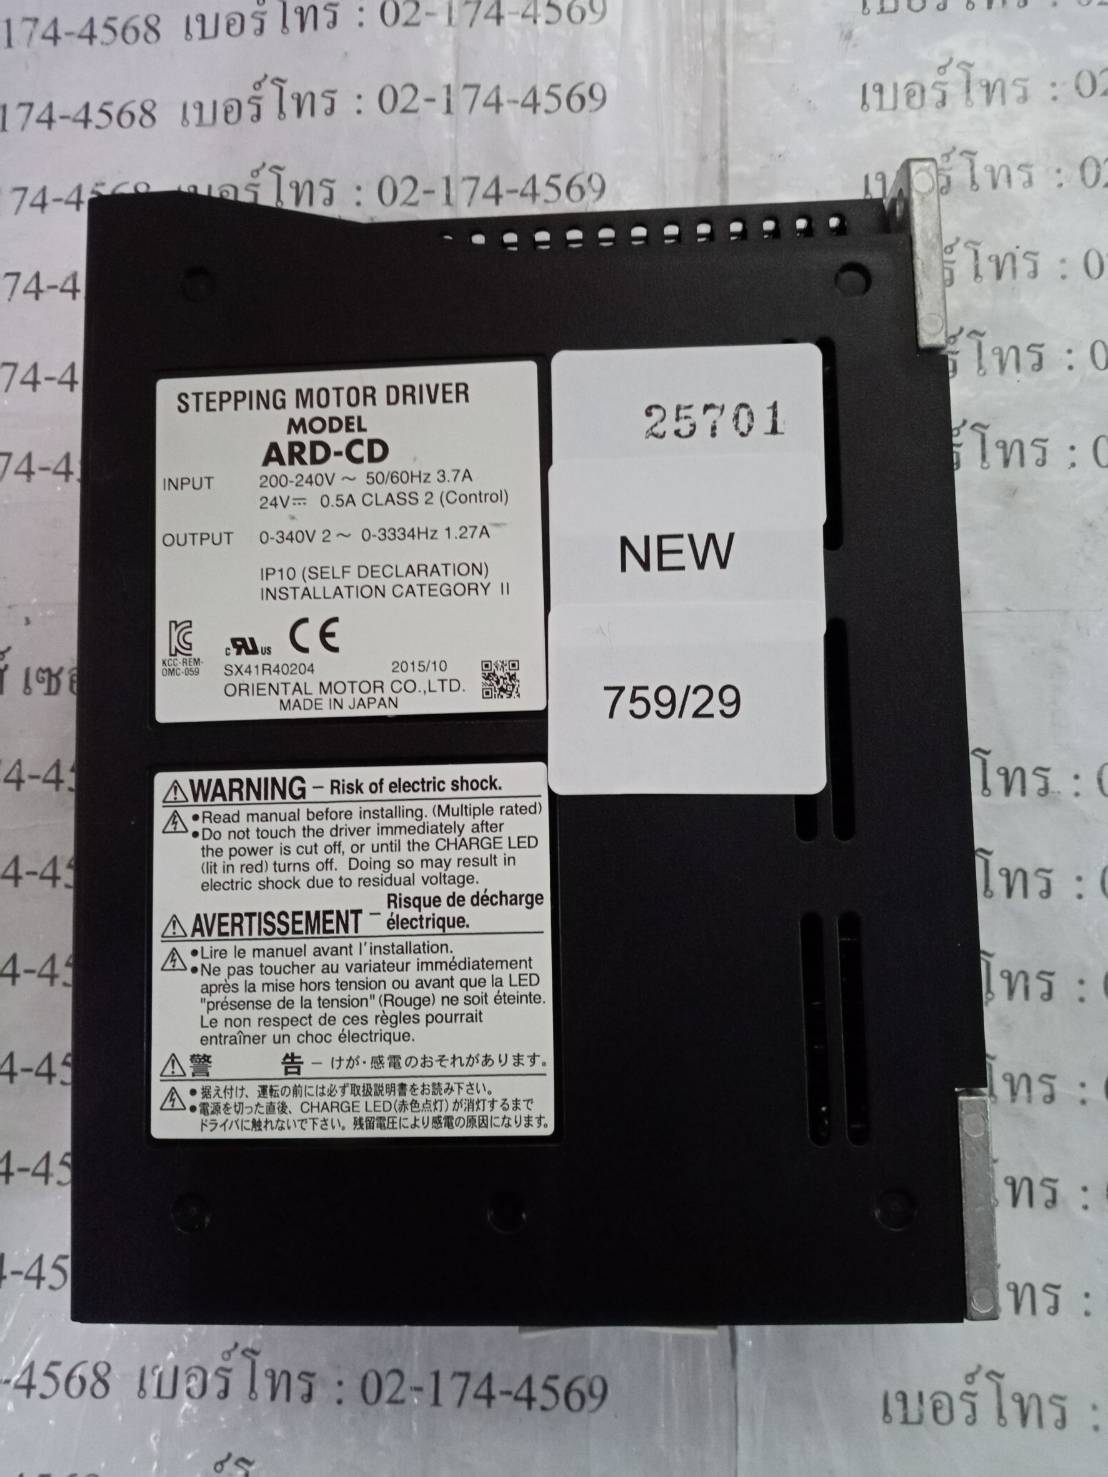 174-4568 เบอร์โทร : 02-174-4569
174-4568 เบอร์โทร : 02-174-4569
เบอร์โทร : 02
เบอร์โทร : 02-174-4569
STEPPING MOTOR DRIVER
MODEL
ARD-CD
INPUT 200-240V ～ 50/60Hz 3.7A
24V⎓ 0.5A CLASS 2 (Control)
OUTPUT 0-340V 2～ 0-3334Hz 1.27A
IP10 (SELF DECLARATION)
INSTALLATION CATEGORY II
KCC-REM-
OMC-059
c RU us CE
SX41R40204 2015/10
ORIENTAL MOTOR CO.,LTD.
MADE IN JAPAN
25701
NEW
759/29
⚠WARNING – Risk of electric shock.
•Read manual before installing. (Multiple rated)
•Do not touch the driver immediately after
the power is cut off, or until the CHARGE LED
(lit in red) turns off. Doing so may result in
electric shock due to residual voltage.
⚠AVERTISSEMENT – Risque de décharge
électrique.
•Lire le manuel avant l'installation.
•Ne pas toucher au variateur immédiatement
après la mise hors tension ou avant que la LED
"présense de la tension" (Rouge) ne soit éteinte.
Le non respect de ces règles pourrait
entraîner un choc électrique.
⚠警 告 – けが・感電のおそれがあります。
•据え付け、運転の前には必ず取扱説明書をお読み下さい。
•電源を切った直後、CHARGE LED(赤色点灯)が消灯するまで
ドライバに触れないで下さい。残留電圧により感電の原因になります。
-4568 เบอร์โทร : 02-174-4569
เบอร์โทร :